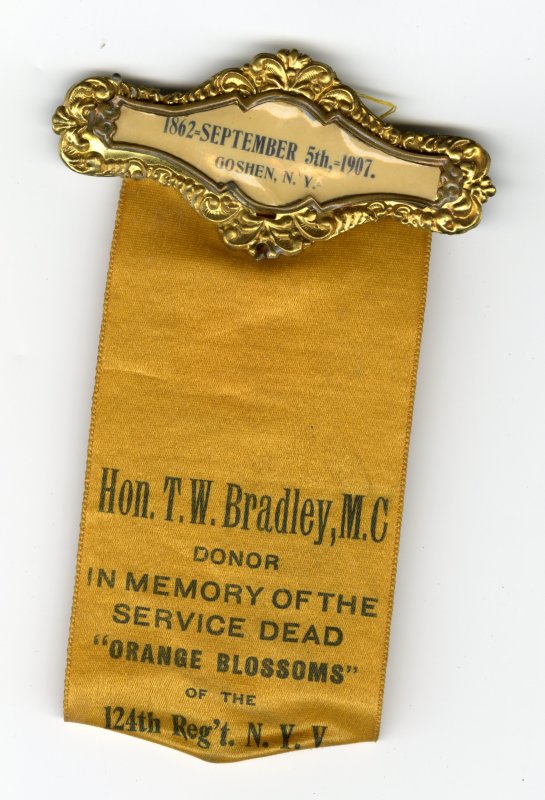 1862-SEPTEMBER 5th,=1907.
GOSHEN, N. Y.
Hon. T. W. Bradley, M.C
DONOR
IN MEMORY OF THE
SERVICE DEAD
"ORANGE BLOSSOMS"
OF THE
124th Reg't. N. Y. V